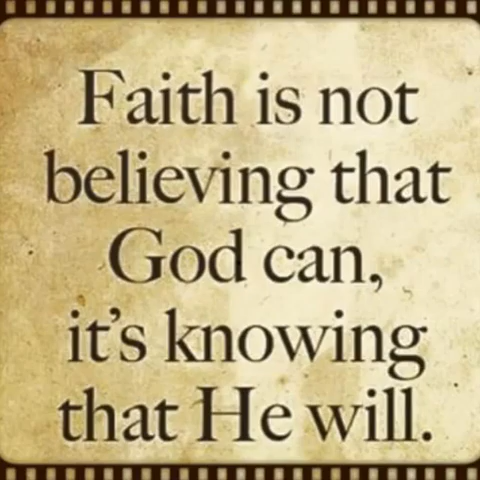 Faith is not
believing that
God can,
it's knowing
that He will.